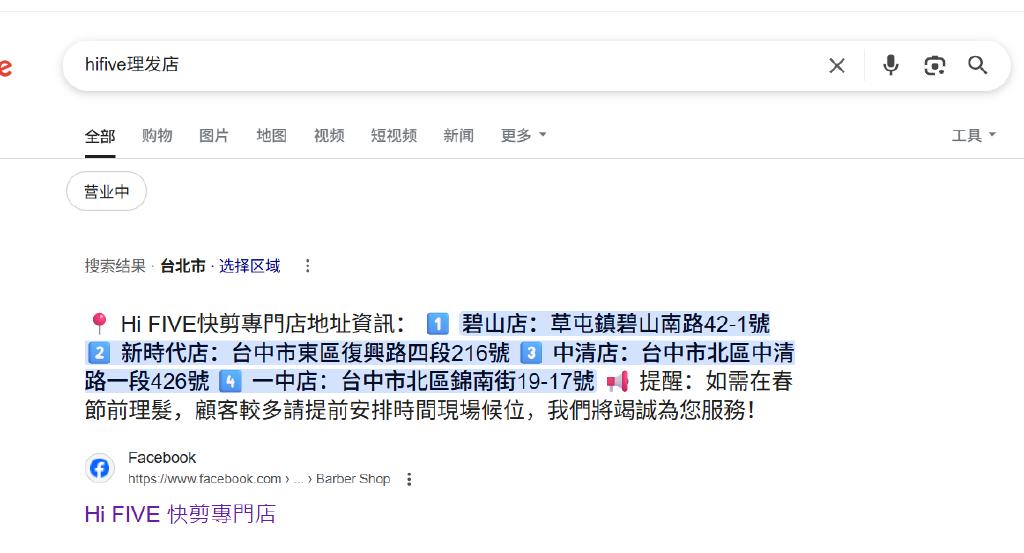 e
hifive理发店
全部 购物 图片 地图 视频 短视频 新闻 更多 工具
营业中
搜索结果 · 台北市 · 选择区域
📍 Hi FIVE快剪專門店地址資訊： 1️⃣ 碧山店：草屯鎮碧山南路42-1號
2️⃣ 新時代店：台中市東區復興路四段216號 3️⃣ 中清店：台中市北區中清
路一段426號 4️⃣ 一中店：台中市北區錦南街19-17號 📢 提醒：如需在春
節前理髮，顧客較多請提前安排時間現場候位，我們將竭誠為您服務！
Facebook
https://www.facebook.com › ... › Barber Shop
Hi FIVE 快剪專門店